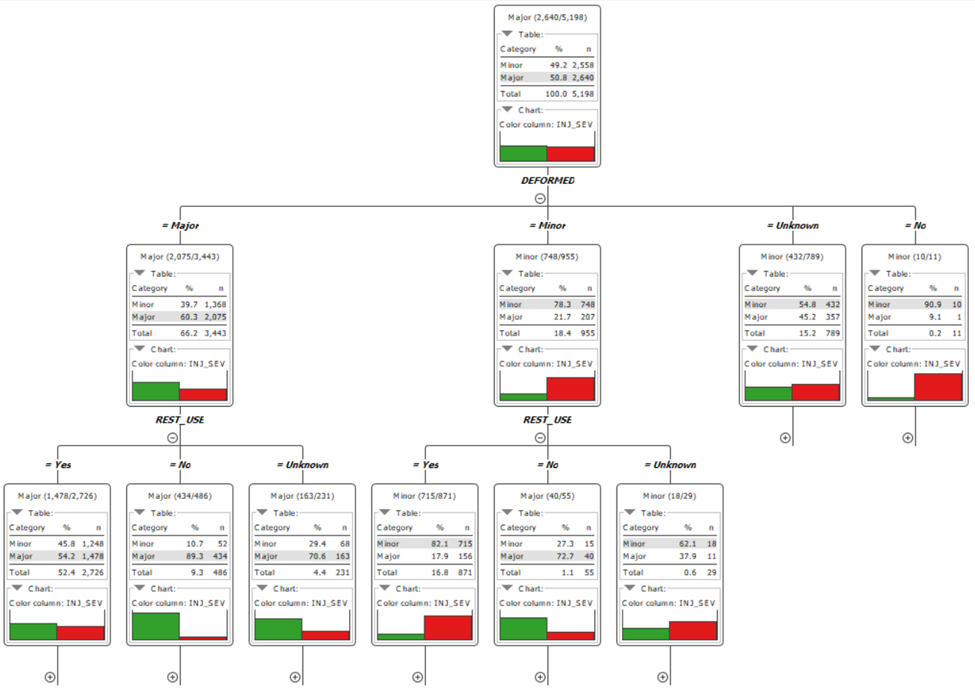 Major (2,640/5,198)
Table:
Category % n
Minor 49.2 2,558
Major 50.8 2,640
Total 100.0 5,198
Chart:
Color column: INJ_SEV
DEFORMED
= Major
= Minor
= Unknown
= No
Major (2,075/3,443)
Table:
Category % n
Minor 39.7 1,368
Major 60.3 2,075
Total 66.2 3,443
Chart:
Color column: INJ_SEV
Minor (748/955)
Table:
Category % n
Minor 78.3 748
Major 21.7 207
Total 18.4 955
Chart:
Color column: INJ_SEV
Minor (432/789)
Table:
Category % n
Minor 54.8 432
Major 45.2 357
Total 15.2 789
Chart:
Color column: INJ_SEV
Minor (10/11)
Table:
Category % n
Minor 90.9 10
Major 9.1 1
Total 0.2 11
Chart:
Color column: INJ_SEV
REST_USE
REST_USE
= Yes
= No
= Unknown
= Yes
= No
= Unknown
Major (1,478/2,726)
Table:
Category % n
Minor 45.8 1,248
Major 54.2 1,478
Total 52.4 2,726
Chart:
Color column: INJ_SEV
Major (434/486)
Table:
Category % n
Minor 10.7 52
Major 89.3 434
Total 9.3 486
Chart:
Color column: INJ_SEV
Major (163/231)
Table:
Category % n
Minor 29.4 68
Major 70.6 163
Total 4.4 231
Chart:
Color column: INJ_SEV
Minor (715/871)
Table:
Category % n
Minor 82.1 715
Major 17.9 156
Total 16.8 871
Chart:
Color column: INJ_SEV
Major (40/55)
Table:
Category % n
Minor 27.3 15
Major 72.7 40
Total 1.1 55
Chart:
Color column: INJ_SEV
Minor (18/29)
Table:
Category % n
Minor 62.1 18
Major 37.9 11
Total 0.6 29
Chart:
Color column: INJ_SEV